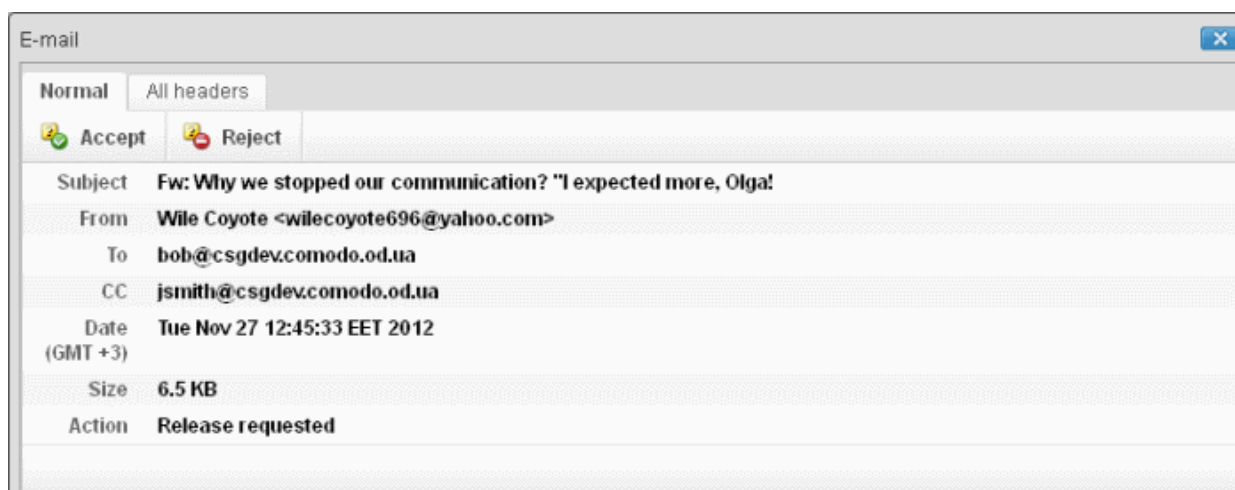 E-mail
Normal All headers
Accept Reject
Subject Fw: Why we stopped our communication? "I expected more, Olga!
From Wile Coyote <wilecoyote696@yahoo.com>
To bob@csgdev.comodo.od.ua
CC jsmith@csgdev.comodo.od.ua
Date Tue Nov 27 12:45:33 EET 2012
(GMT +3)
Size 6.5 KB
Action Release requested